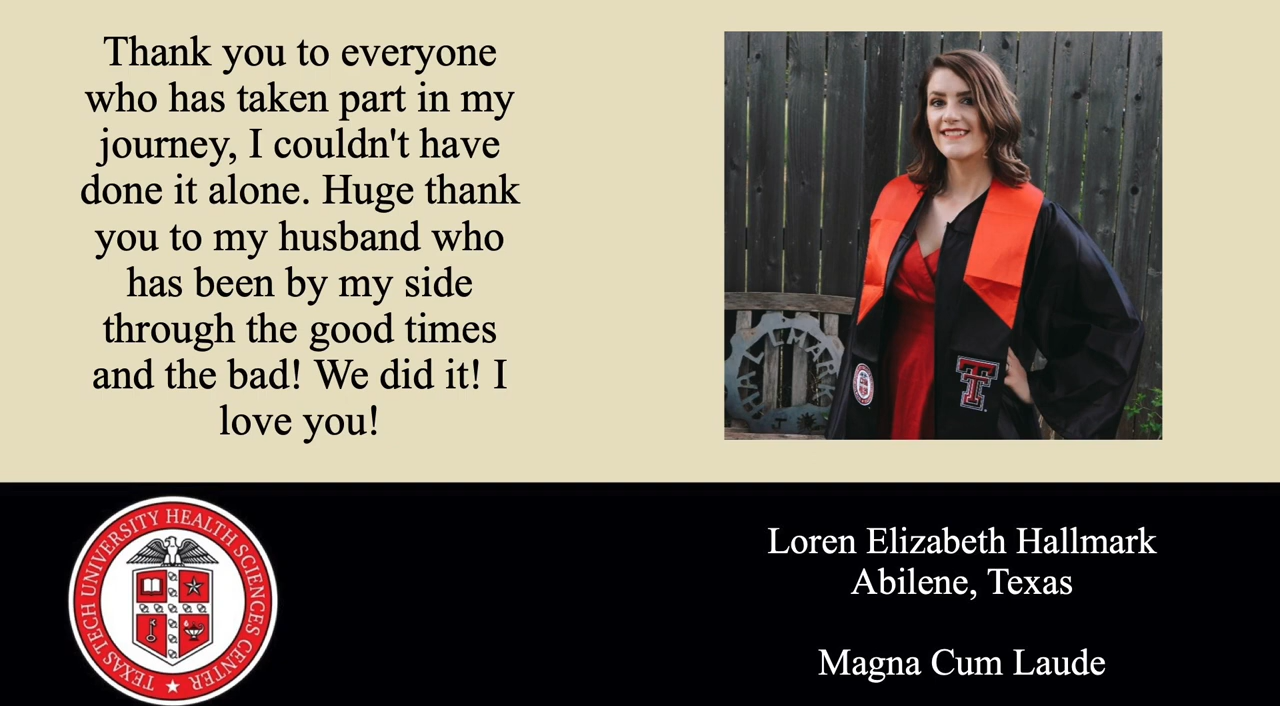 Thank you to everyone
who has taken part in my
journey, I couldn't have
done it alone. Huge thank
you to my husband who
has been by my side
through the good times
and the bad! We did it! I
love you!
HALLMARK
J
T
TEXAS TECH UNIVERSITY HEALTH SCIENCES CENTER
Loren Elizabeth Hallmark
Abilene, Texas
Magna Cum Laude